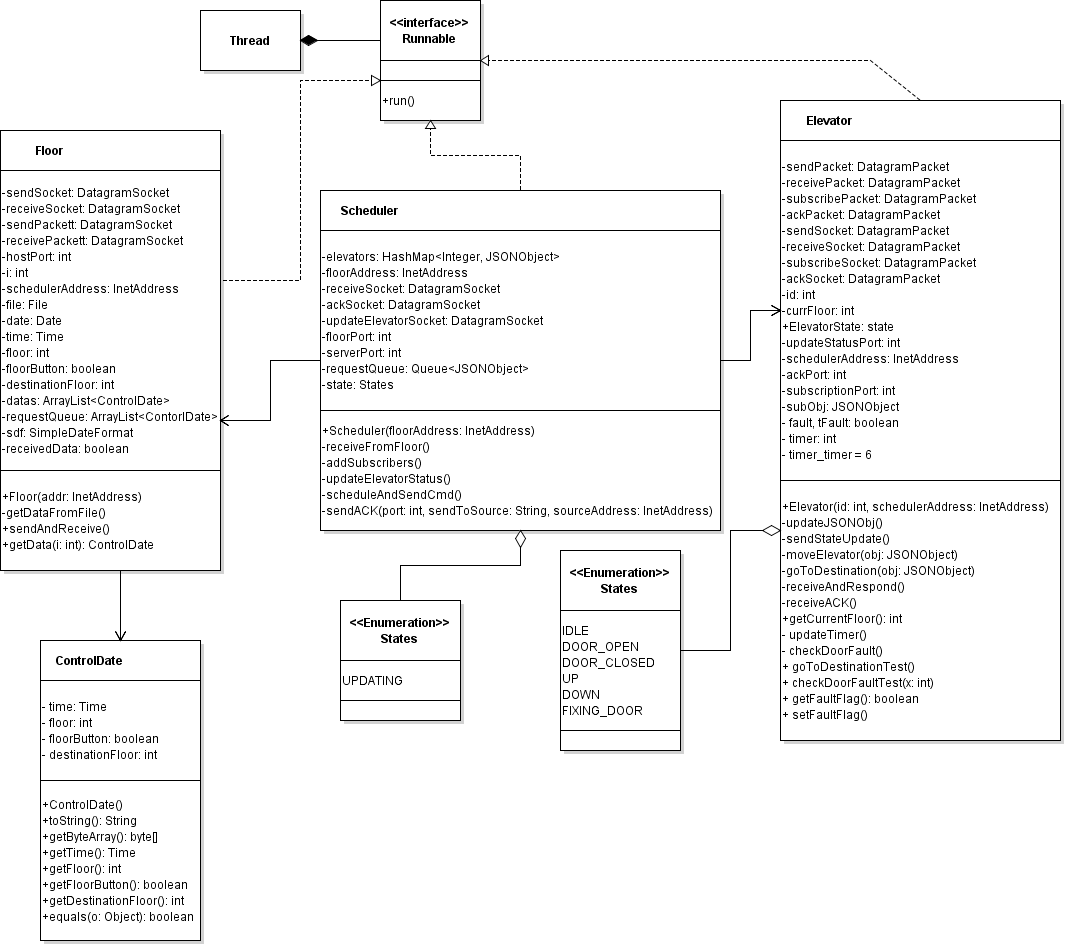 Thread
<<interface>>
Runnable
+run()
Floor
-sendSocket: DatagramSocket
-receiveSocket: DatagramSocket
-sendPackett: DatagramSocket
-receivePackett: DatagramSocket
-hostPort: int
-i: int
-schedulerAddress: InetAddress
-file: File
-date: Date
-time: Time
-floor: int
-floorButton: boolean
-destinationFloor: int
-datas: ArrayList<ControlDate>
-requestQueue: ArrayList<ContorlDate>
-sdf: SimpleDateFormat
-receivedData: boolean
+Floor(addr: InetAddress)
-getDataFromFile()
+sendAndReceive()
+getData(i: int): ControlDate
Scheduler
-elevators: HashMap<Integer, JSONObject>
-floorAddress: InetAddress
-receiveSocket: DatagramSocket
-ackSocket: DatagramSocket
-updateElevatorSocket: DatagramSocket
-floorPort: int
-serverPort: int
-requestQueue: Queue<JSONObject>
-state: States
+Scheduler(floorAddress: InetAddress)
-receiveFromFloor()
-addSubscribers()
-updateElevatorStatus()
-scheduleAndSendCmd()
-sendACK(port: int, sendToSource: String, sourceAddress: InetAddress)
Elevator
-sendPacket: DatagramPacket
-receivePacket: DatagramPacket
-subscribePacket: DatagramPacket
-ackPacket: DatagramPacket
-sendSocket: DatagramPacket
-receiveSocket: DatagramPacket
-subscribeSocket: DatagramPacket
-ackSocket: DatagramPacket
-id: int
-currFloor: int
+ElevatorState: state
-updateStatusPort: int
-schedulerAddress: InetAddress
-ackPort: int
-subscriptionPort: int
-subObj: JSONObject
- fault, tFault: boolean
- timer: int
- timer_timer = 6
+Elevator(id: int, schedulerAddress: InetAddress)
-updateJSONObj()
-sendStateUpdate()
-moveElevator(obj: JSONObject)
-goToDestination(obj: JSONObject)
-receiveAndRespond()
-receiveACK()
+getCurrentFloor(): int
- updateTimer()
- checkDoorFault()
+ goToDestinationTest()
+ checkDoorFaultTest(x: int)
+ getFaultFlag(): boolean
+ setFaultFlag()
<<Enumeration>>
States
UPDATING
<<Enumeration>>
States
IDLE
DOOR_OPEN
DOOR_CLOSED
UP
DOWN
FIXING_DOOR
ControlDate
- time: Time
- floor: int
- floorButton: boolean
- destinationFloor: int
+ControlDate()
+toString(): String
+getByteArray(): byte[]
+getTime(): Time
+getFloor(): int
+getFloorButton(): boolean
+getDestinationFloor(): int
+equals(o: Object): boolean